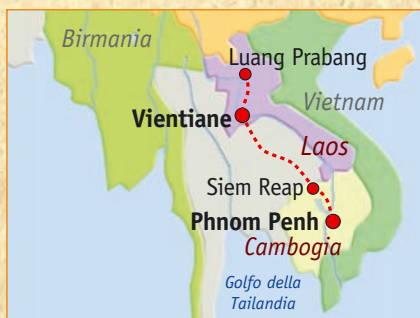 Birmania
Luang Prabang
Vietnam
Vientiane
Laos
Siem Reap
Phnom Penh
Cambogia
Golfo della
Tailandia